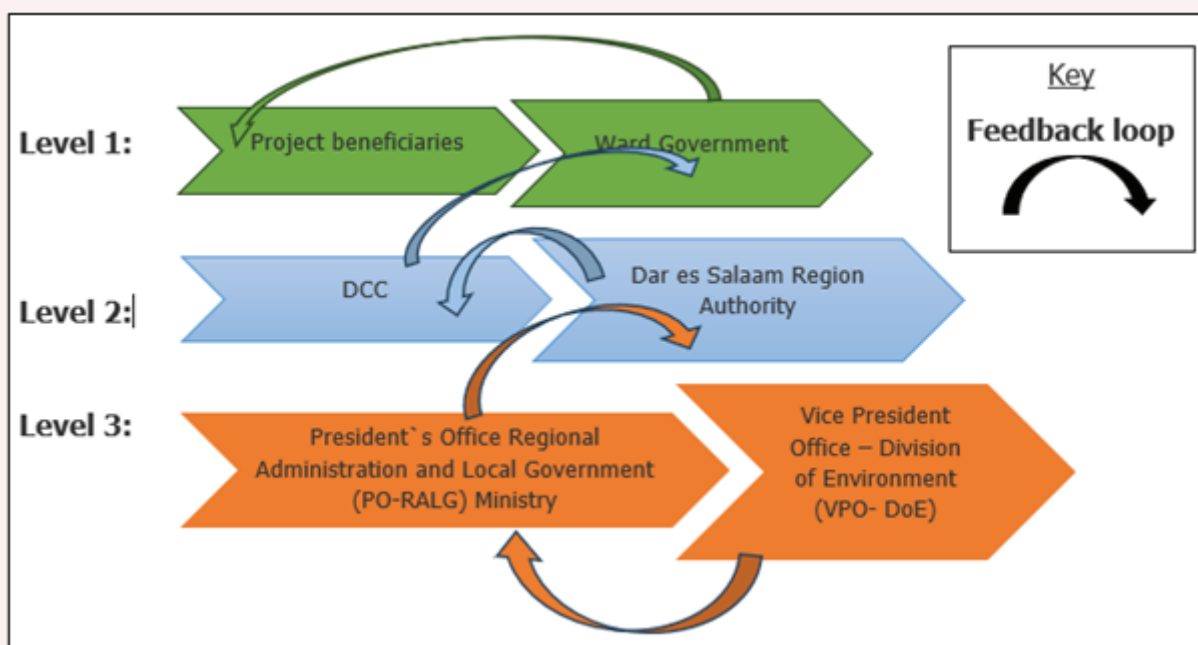 Key
Feedback loop
Level 1:
Project beneficiaries
Ward Government
Level 2:
DCC
Dar es Salaam Region
Authority
Level 3:
President`s Office Regional
Administration and Local Government
(PO-RALG) Ministry
Vice President
Office – Division
of Environment
(VPO- DoE)